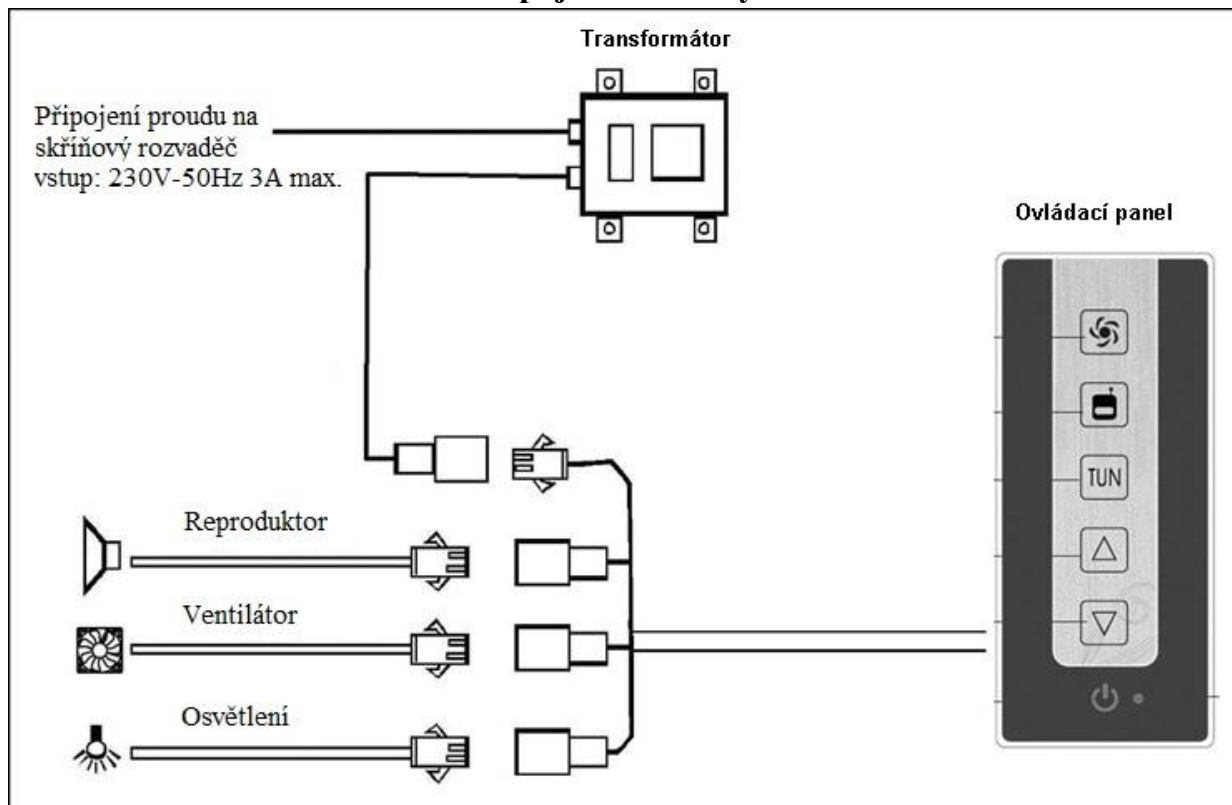 Transformátor
Připojení proudu na
skříňový rozvaděč
vstup: 230V-50Hz 3A max.
Ovládací panel
TUN
Reproduktor
Ventilátor
Osvětlení